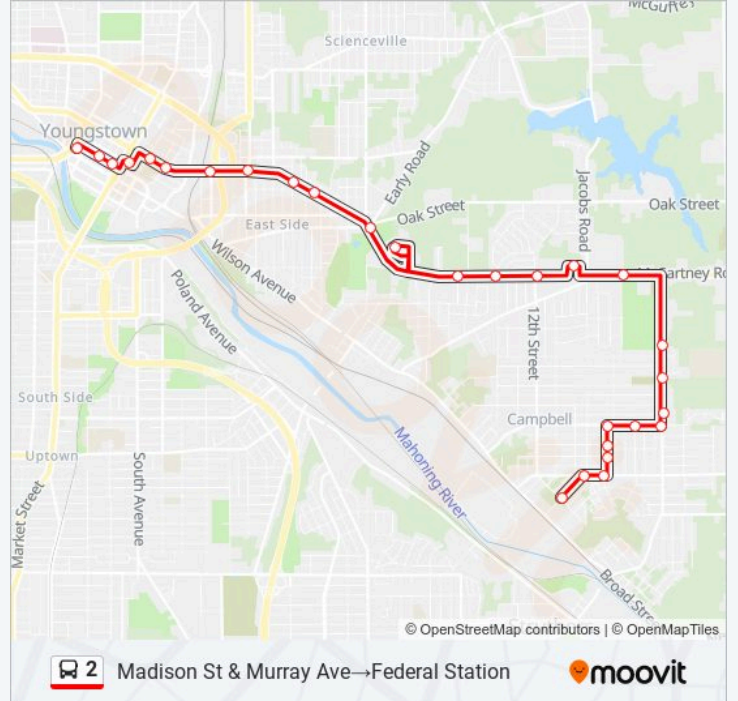 McGuffey
Scienceville
Youngstown
Early Road
Jacobs Road
Oak Street
Oak Street
East Side
Wilson Avenue
McCartney Ro
Poland Avenue
12th Street
South Side
Campbell
Mahoning River
Uptown
South Avenue
Market Street
Broad Stre
© OpenStreetMap contributors | © OpenMapTiles
2 Madison St & Murray Ave→Federal Station
moovit